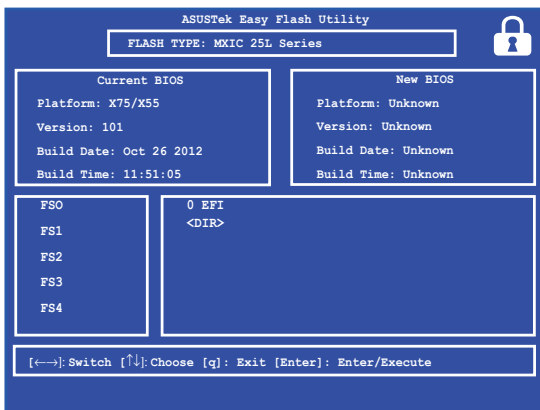 ASUSTek Easy Flash Utility
FLASH TYPE: MXIC 25L Series
Current BIOS
Platform: X75/X55
Version: 101
Build Date: Oct 26 2012
Build Time: 11:51:05
New BIOS
Platform: Unknown
Version: Unknown
Build Date: Unknown
Build Time: Unknown
FSO
FS1
FS2
FS3
FS4
0 EFI
<DIR>
[←→]: Switch [↑↓]: Choose [q]: Exit [Enter]: Enter/Execute